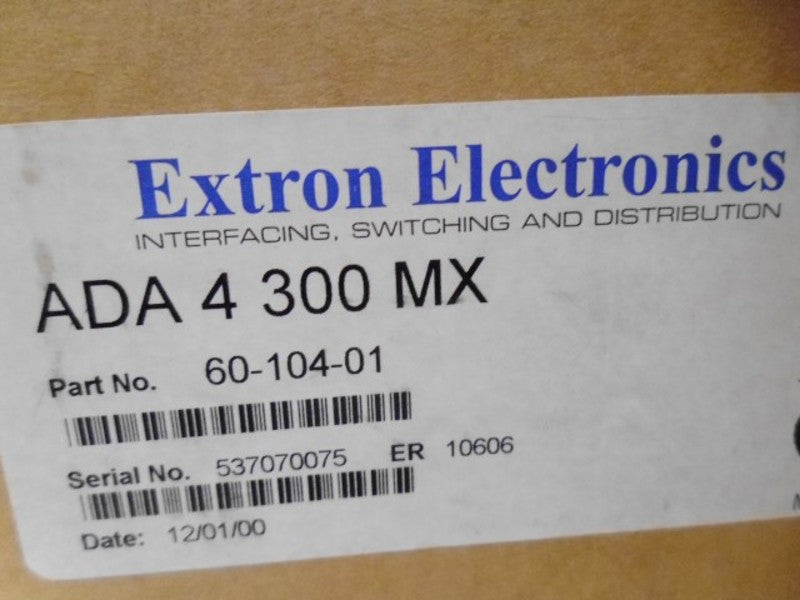 Extron Electronics
INTERFACING, SWITCHING AND DISTRIBUTION
ADA 4 300 MX
Part No. 60-104-01
Serial No. 537070075 ER 10606
Date: 12/01/00